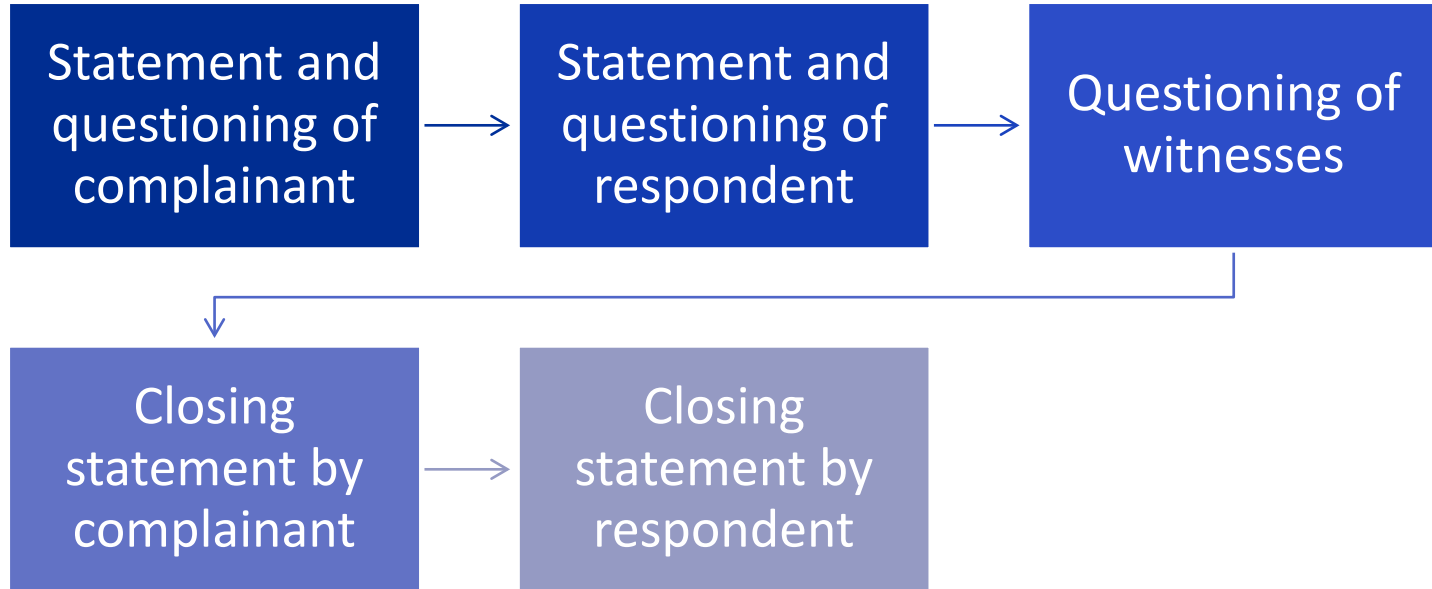 Statement and
questioning of
complainant
Statement and
questioning of
respondent
Questioning of
witnesses
Closing
statement by
complainant
Closing
statement by
respondent